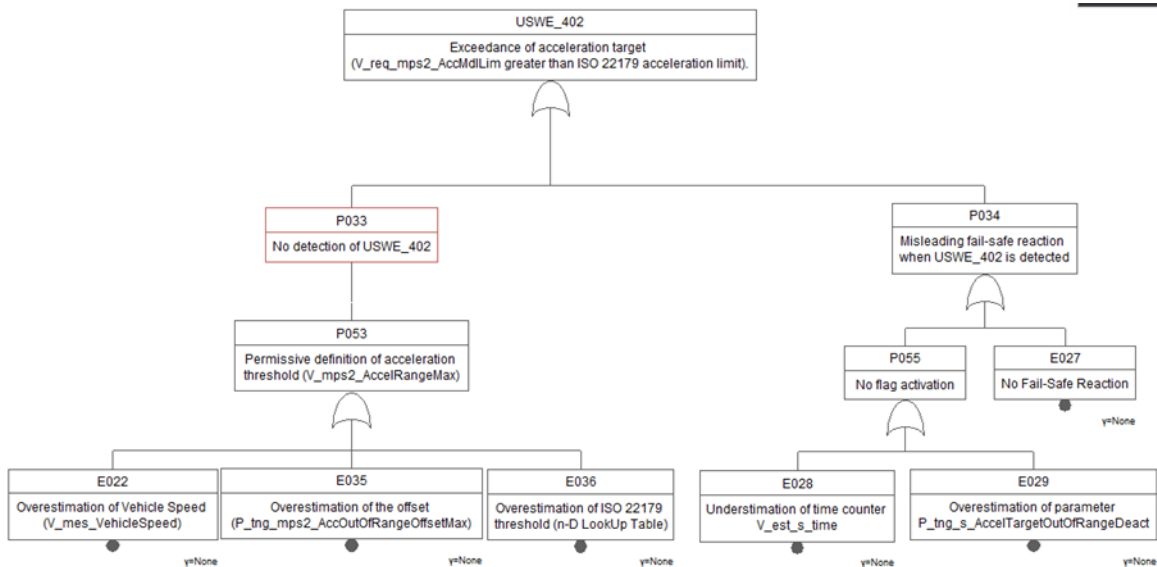 USWE_402
Exceedance of acceleration target
(V_req_mps2_AccMdlLim greater than ISO 22179 acceleration limit).
P033
No detection of USWE_402
P034
Misleading fail-safe reaction
when USWE_402 is detected
P053
Permissive definition of acceleration
threshold (V_mps2_AccelRangeMax)
P055
No flag activation
E027
No Fail-Safe Reaction
γ=None
E022
Overestimation of Vehicle Speed
(V_mes_VehicleSpeed)
γ=None
E035
Overestimation of the offset
(P_tng_mps2_AccOutOfRangeOffsetMax)
γ=None
E036
Overestimation of ISO 22179
threshold (n-D LookUp Table)
γ=None
E028
Understimation of time counter
V_est_s_time
γ=None
E029
Overestimation of parameter
P_tng_s_AccelTargetOutOfRangeDeact
γ=None